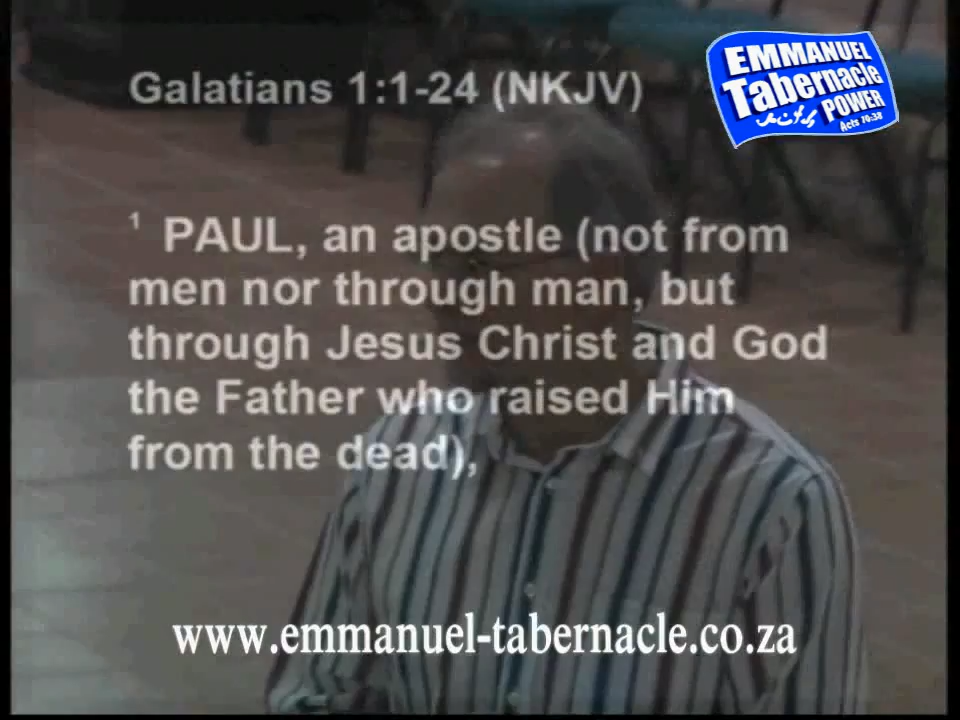 EMMANUEL
Tabernacle
with POWER
Acts 10:38
Galatians 1:1-24 (NKJV)
1 PAUL, an apostle (not from
men nor through man, but
through Jesus Christ and God
the Father who raised Him
from the dead),
www.emmanuel-tabernacle.co.za